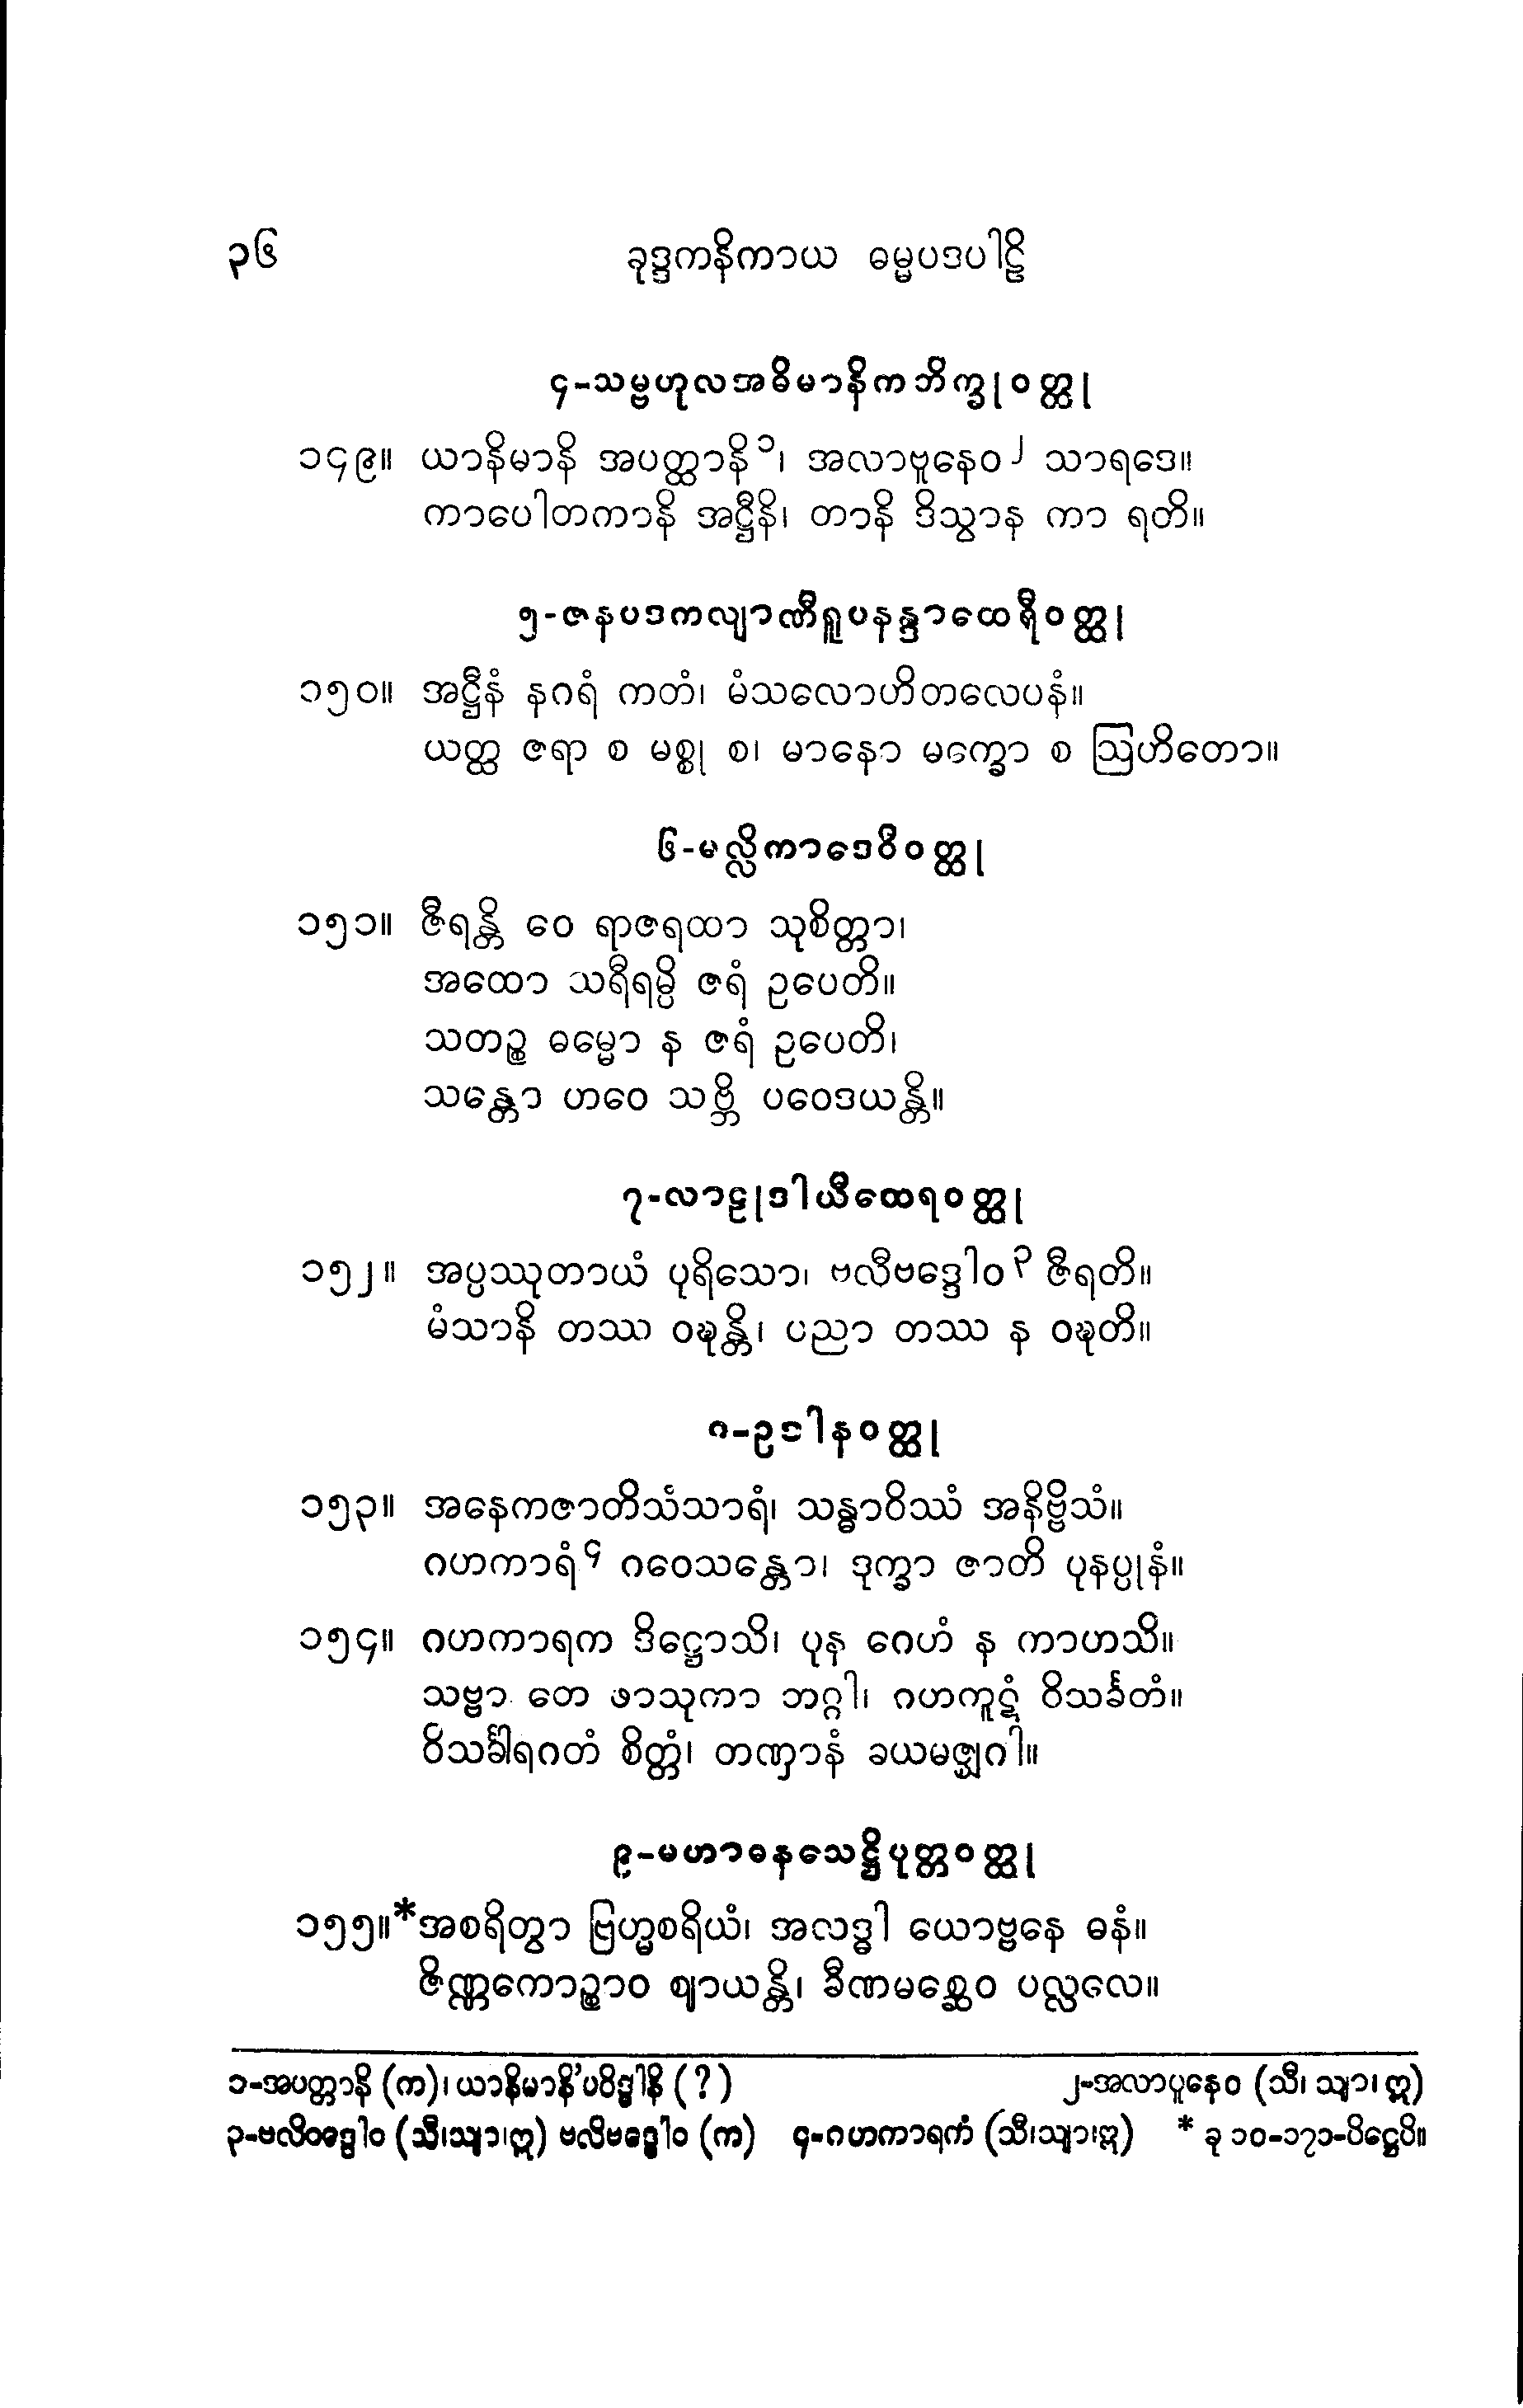 ၃၆ ခုဒ္ဒကနိကာယ ဓမ္မပဒပါဠိ
၄-သမ္ဗဟုလအဓိမာနိကဘိက္ခုဝတ္ထု
၁၄၉။ ယာနိမာနိ အပတ္ထာနိ၁၊ အလာဗူနေဝ၂ သာရဒေ။
ကာပေါတကာနိ အဋ္ဌီနိ၊ တာနိ ဒိသွာန ကာ ရတိ။
၅-ဇနပဒကလျာဏီရူပနန္ဒာထေရီဝတ္ထု
၁၅၀။ အဋ္ဌီနံ နဂရံ ကတံ၊ မံသလောဟိတလေပနံ။
ယတ္ထ ဇရာ စ မစ္စု စ၊ မာနော မက္ခော စ ဩဟိတော။
၆-မလ္လိကာဒေဝီဝတ္ထု
၁၅၁။ ဇီရန္တိ ဝေ ရာဇရထာ သုစိတ္တာ၊
အထော သရီရမ္ပိ ဇရံ ဥပေတိ။
သတဉ္စ ဓမ္မော န ဇရံ ဥပေတိ၊
သန္တော ဟဝေ သဗ္ဘိ ပဝေဒယန္တိ။
၇-လာဠုဒါယီထေရဝတ္ထု
၁၅၂။ အပ္ပဿုတာယံ ပုရိသော၊ ဗလီဗဒ္ဒေါဝ၃ ဇီရတိ။
မံသာနိ တဿ ဝဍ္ဎန္တိ၊ ပညာ တဿ န ဝဍ္ဎတိ။
၈-ဥဒါနဝတ္ထု
၁၅၃။ အနေကဇာတိသံသာရံ၊ သန္ဓာဝိဿံ အနိဗ္ဗိသံ။
ဂဟကာရံ၄ ဂဝေသန္တော၊ ဒုက္ခာ ဇာတိ ပုနပ္ပုနံ။
၁၅၄။ ဂဟကာရက ဒိဋ္ဌောသိ၊ ပုန ဂေဟံ န ကာဟသိ။
သဗ္ဗာ တေ ဖာသုကာ ဘဂ္ဂါ၊ ဂဟကူဋံ ဝိသင်္ခတံ။
ဝိသင်္ခါရဂတံ စိတ္တံ၊ တဏှာနံ ခယမဇ္ဈဂါ။
၉-မဟာဓနသေဋ္ဌိပုတ္တဝတ္ထု
၁၅၅။*အစရိတွာ ဗြဟ္မစရိယံ၊ အလဒ္ဓါ ယောဗ္ဗနေ ဓနံ။
ဇိဏ္ဏကောဉ္စာဝ ဈာယန္တိ၊ ခီဏမစ္ဆေဝ ပလ္လလေ။
၁-အပတ္တာနိ (က)၊ ယာနိမာနိ'ပဝိဒ္ဓါနိ (?) ၂-အလာပူနေဝ (သီ၊ သျာ၊ ဣ)
၃-ဗလိဝဒ္ဒေါဝ (သီ၊သျာ၊ဣ) ဗလိဗဒ္ဒေါဝ (က) ၄-ဂဟကာရကံ (သီ၊သျာ၊ဣ) * ခု ၁၀-၁၇၁-ပိဋ္ဌေပိ။